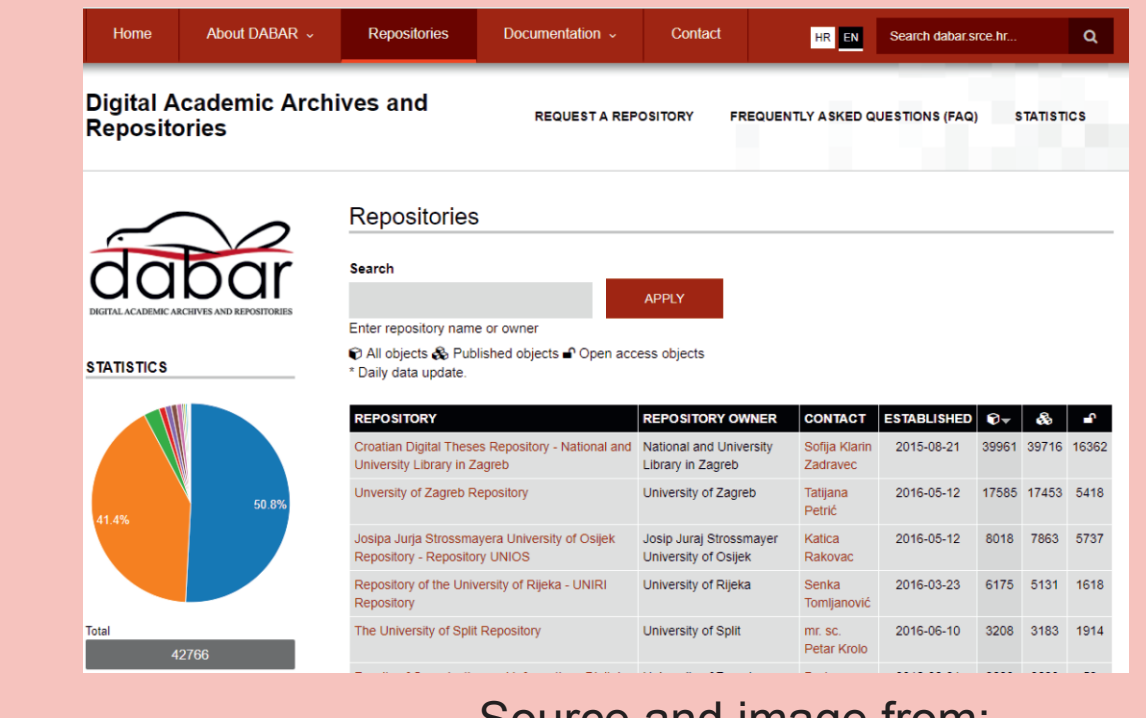 Home About DABAR Repositories Documentation Contact HR EN Search dabar.srce.hr...
Digital Academic Archives and
Repositories
REQUEST A REPOSITORY FREQUENTLY ASKED QUESTIONS (FAQ) STATISTICS
dabar
DIGITAL ACADEMIC ARCHIVES AND REPOSITORIES
STATISTICS
50.8%
41.4%
Total
42766
Repositories
Search
APPLY
Enter repository name or owner
All objects Published objects Open access objects
* Daily data update.
REPOSITORY REPOSITORY OWNER CONTACT ESTABLISHED
Croatian Digital Theses Repository - National and National and University Sofija Klarin 2015-08-21 39961 39716 16362
University Library in Zagreb Library in Zagreb Zadravec
Unversity of Zagreb Repository University of Zagreb Tatijana 2016-05-12 17585 17453 5418
Petrić
Josipa Jurja Strossmayera University of Osijek Josip Juraj Strossmayer Katica 2016-05-12 8018 7863 5737
Repository - Repository UNIOS University of Osijek Rakovac
Repository of the University of Rijeka - UNIRI University of Rijeka Senka 2016-03-23 6175 5131 1618
Repository Tomljanović
The University of Split Repository University of Split mr. sc. 2016-06-10 3208 3183 1914
Petar Krolo
Source and image from: